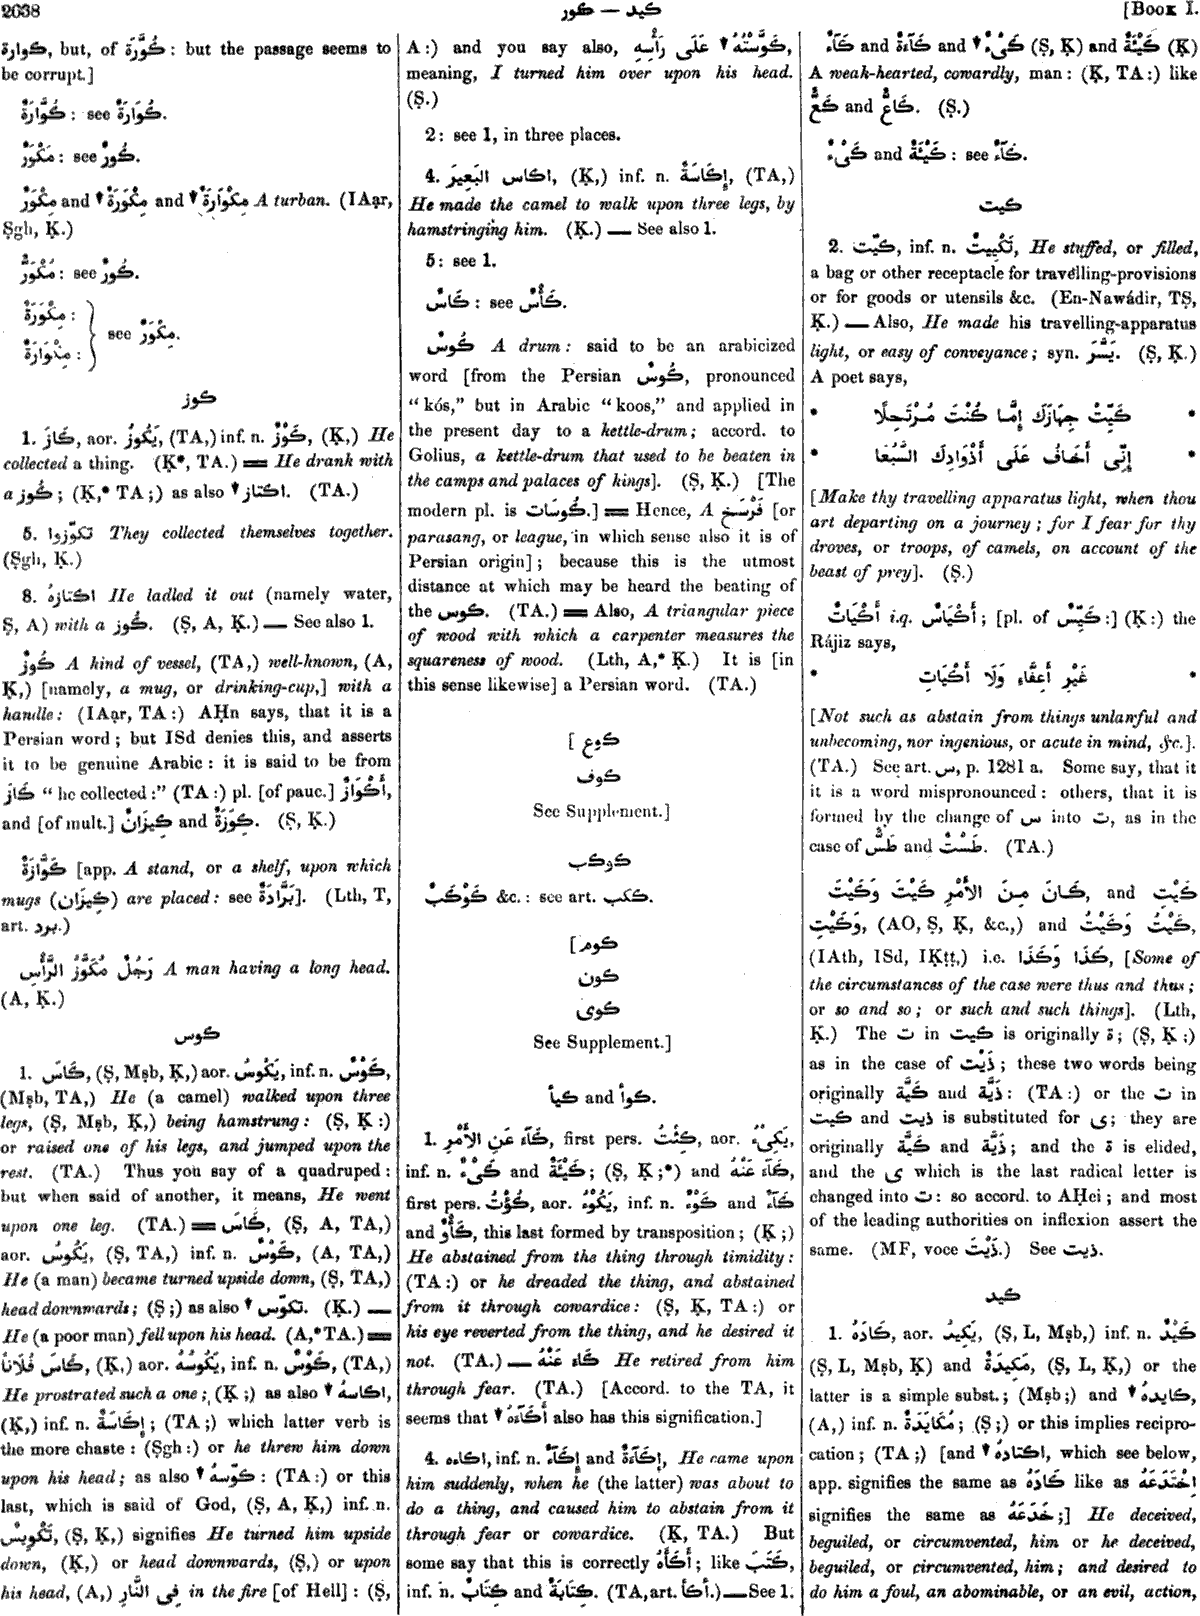 2638
كور — كيد
[Book I.
كوارة, but, of كُوَّرَة: but the passage seems to
be corrupt.]
كُوَّارَةٌ: see كُوَارَةٌ.
مَكْوَرٌ: see كُورٌ.
مِكْوَرٌ and ↓ مِكْوَرَةٌ and ↓ مِكْوَارَةٌ A turban. (IAạr,
Ṣgh, Ḳ.)
مُكْوَرٌّ: see كُورٌ.
مِكْوَرَةٌ:
مِكْوَارَةٌ:
} see مِكْوَرٌ.
كوز
1. كَازَ, aor. يَكُوزُ, (TA,) inf. n. كَوْزٌ, (Ḳ,) He
collected a thing. (Ḳ*, TA.) ═ He drank with
a كُوز; (Ḳ,* TA;) as also ↓ اكتاز. (TA.)
5. تكوّزوا They collected themselves together.
(Ṣgh, Ḳ.)
8. اكتازهُ He ladled it out (namely water,
Ṣ, A) with a كُوز. (Ṣ, A, Ḳ.) — See also 1.
كُوزٌ A kind of vessel, (TA,) well-known, (A,
Ḳ,) [namely, a mug, or drinking-cup,] with a
handle: (IAạr, TA:) AḤn says, that it is a
Persian word; but ISd denies this, and asserts
it to be genuine Arabic: it is said to be from
كَازَ “he collected:” (TA:) pl. [of pauc.] أَكْوَازٌ,
and [of mult.] كِيزَانٌ and كِوَزَةٌ. (Ṣ, Ḳ.)
كَوَّازَةٌ [app. A stand, or a shelf, upon which
mugs (كِيزَان) are placed: see بَرَّادَةٌ]. (Lth, T,
art. برد.)
رَجُلٌ مُكَوَّزُ الرَّأْسِ A man having a long head.
(A, Ḳ.)
كوس
1. كَاسَ, (Ṣ, Mṣb, Ḳ,) aor. يَكُوسُ, inf. n. كَوْسٌ,
(Mṣb, TA,) He (a camel) walked upon three
legs, (Ṣ, Mṣb, Ḳ,) being hamstrung: (Ṣ, Ḳ:)
or raised one of his legs, and jumped upon the
rest. (TA.) Thus you say of a quadruped:
but when said of another, it means, He went
upon one leg. (TA.) ═ كَاسَ, (Ṣ, A, TA,)
aor. يَكُوسُ, (Ṣ, TA,) inf. n. كَوْسٌ, (A, TA,)
He (a man) became turned upside down, (Ṣ, TA,)
head downwards; (Ṣ;) as also ↓ تكوّس. (Ḳ.) —
He (a poor man) fell upon his head. (A,* TA.) ═
كَاسَ فُلَانًا, (Ḳ,) aor. يَكُوسُهُ, inf. n. كَوْسٌ, (TA,)
He prostrated such a one; (Ḳ;) as also ↓ اكاسهُ,
(Ḳ,) inf. n. إِكَاسَةٌ; (TA;) which latter verb is
the more chaste: (Ṣgh:) or he threw him down
upon his head; as also ↓ كوّسهُ: (TA:) or this
last, which is said of God, (Ṣ, A, Ḳ,) inf. n.
تَكْوِيسٌ, (Ṣ, Ḳ,) signifies He turned him upside
down, (Ḳ,) or head downwards, (Ṣ,) or upon
his head, (A,) فِى النَّارِ in the fire [of Hell]: (Ṣ,
A:) and you say also, ↓ كَوَّسْتُهُ عَلَى رَأْسِهِ,
meaning, I turned him over upon his head.
(Ṣ.)
2: see 1, in three places.
4. اكاس البَعِيرَ, (Ḳ,) inf. n. إِكَاسَةٌ, (TA,)
He made the camel to walk upon three legs, by
hamstringing him. (Ḳ.) — See also 1.
5: see 1.
كَاسٌ: see كَأْسٌ.
كُوسٌ A drum: said to be an arabicized
word [from the Persian كُوسْ, pronounced
“kós,” but in Arabic “koos,” and applied in
the present day to a kettle-drum; accord. to
Golius, a kettle-drum that used to be beaten in
the camps and palaces of kings]. (Ṣ, Ḳ.) [The
modern pl. is كُوسَات.] ═ Hence, A فَرْسَخ [or
parasang, or league, in which sense also it is of
Persian origin]; because this is the utmost
distance at which may be heard the beating of
the كوس. (TA.) ═ Also, A triangular piece
of wood with which a carpenter measures the
squareness of wood. (Lth, A,* Ḳ.) It is [in
this sense likewise] a Persian word. (TA.)
[ كوع
كوف
See Supplement.]
كوكب
كَوْكَبٌ &c.: see art. ككب.
[كوم
كون
كوى
See Supplement.]
كوأ and كيأ.
1. كَآءَ عَنِ الأَمْرِ, first pers. كِئْتُ, aor. يَكِىْءُ,
inf. n. كَىْءٌ and كَيْئَةٌ; (Ṣ, Ḳ;*) and كَآءَ عَنْهُ,
first pers. كُؤْتُ, aor. يَكُوْءُ, inf. n. كَوْءٌ and كَآءٌ
and كَأْوٌ, this last formed by transposition; (Ḳ;)
He abstained from the thing through timidity:
(TA:) or he dreaded the thing, and abstained
from it through cowardice: (Ṣ, Ḳ, TA:) or
his eye reverted from the thing, and he desired it
not. (TA.) — كَاء عَنْهُ He retired from him
through fear. (TA.) [Accord. to the TA, it
seems that ↓ أَكَآءَهُ also has this signification.]
4. اكاءه, inf. n. إِكَآءٌ and إِكَآءَةٌ, He came upon
him suddenly, when he (the latter) was about to
do a thing, and caused him to abstain from it
through fear or cowardice. (Ḳ, TA.) But
some say that this is correctly أَكْأَهُ; like كَتَبَ,
inf. n. كِتَابٌ and كِتَابَةٌ. (TA, art. أكأ.) — See 1.
كَآءٌ and كَآءَةٌ and ↓ كَىْءٌ (Ṣ, Ḳ) and كَيْئَةٌ (Ḳ)
A weak-hearted, cowardly, man: (Ḳ, TA:) like
كَعٌّ and كَاعٌّ. (Ṣ.)
كَىْءٌ and كَيْئَةٌ: see كَآءٌ.
كيت
2. كيّت, inf. n. تَكْيِيتٌ, He stuffed, or filled,
a bag or other receptacle for travelling-provisions
or for goods or utensils &c. (En-Nawádir, TṢ,
Ḳ.) — Also, He made his travelling-apparatus
light, or easy of conveyance; syn. يَسَّرَ. (Ṣ, Ḳ.)
A poet says,
* كَيِّتْ جِهَازَكَ إِمَّا كُنْتَ مُرْتَحِلًا *
* إِنِّى أَخَافُ عَلَى أَذْوَادِكَ السَّبُعَا *
[Make thy travelling apparatus light, when thou
art departing on a journey; for I fear for thy
droves, or troops, of camels, on account of the
beast of prey]. (Ṣ.)
أَكْيَاتٌ i.q. أَكْيَاسٌ; [pl. of كَيِّسٌ:] (Ḳ:) the
Rájiz says,
* غَيْرِ أَعِفَّاءِ وَلَا أَكْيَاتِ *
[Not such as abstain from things unlawful and
unbecoming, nor ingenious, or acute in mind, &c.].
(TA.) See art. س, p. 1281 a. Some say, that it
it is a word mispronounced: others, that it is
formed by the change of س into ت, as in the
case of طَسٌّ and طَسْتٌ. (TA.)
كَانَ مِنَ الأَمْرِ كَيْتَ وَكَيْتَ, and كَيْتِ
وَكَيْتِ, (AO, Ṣ, Ḳ, &c.,) and كَيْتُ وَكَيْتُ,
(IAth, ISd, IḲṭṭ,) i.e. كَذَا وَكَذَا, [Some of
the circumstances of the case were thus and thus;
or so and so; or such and such things]. (Lth,
Ḳ.) The ت in كيت is originally ة; (Ṣ, Ḳ:)
as in the case of ذَيْت; these two words being
originally كَيَّة and ذَيَّة: (TA:) or the ت in
كيت and ذيت is substituted for ى; they are
originally كَيَّة and ذَيَّة; and the ة is elided,
and the ى which is the last radical letter is
changed into ت: so accord. to AḤei; and most
of the leading authorities on inflexion assert the
same. (MF, voce ذَيْتَ.) See ذيت.
كيد
1. كَادَهُ, aor. يَكِيدُ, (Ṣ, L, Mṣb,) inf. n. كَيْدٌ
(Ṣ, L, Mṣb, Ḳ) and مَكِيدَةٌ, (Ṣ, L, Ḳ,) or the
latter is a simple subst.; (Mṣb;) and ↓ كايدهُ,
(A,) inf. n. مُكَايَدَةٌ; (Ṣ;) or this implies recipro-
cation; (TA;) [and ↓ اكتادهُ, which see below,
app. signifies the same as كَادَهُ like as اخْتَدَعَهُ
signifies the same as خَدَعَهُ;] He deceived,
beguiled, or circumvented, him or he deceived,
beguiled, or circumvented, him; and desired to
do him a foul, an abominable, or an evil, action,